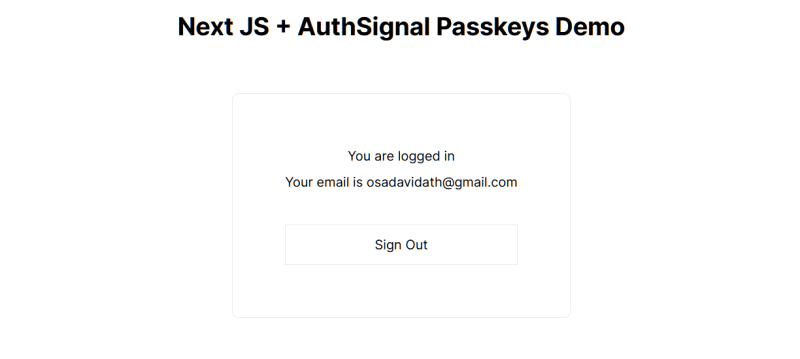 Next JS + AuthSignal Passkeys Demo
You are logged in
Your email is osadavidath@gmail.com
Sign Out